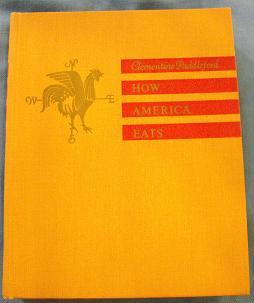 N
W E
S
Clementine Paddleford
HOW
AMERICA
EATS